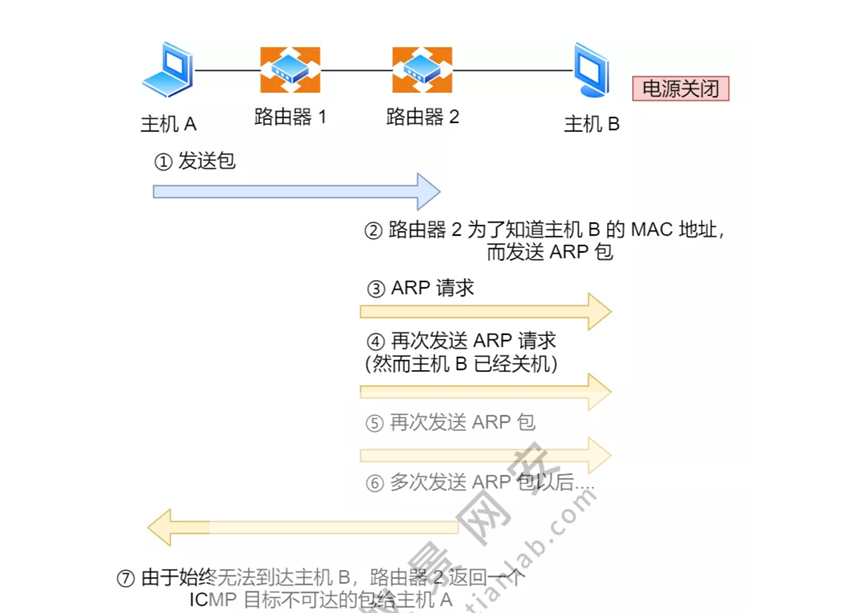 电源关闭
主机 A
路由器 1
路由器 2
主机 B
① 发送包
② 路由器 2 为了知道主机 B 的 MAC 地址，
而发送 ARP 包
③ ARP 请求
④ 再次发送 ARP 请求
（然而主机 B 已经关机）
⑤ 再次发送 ARP 包
⑥ 多次发送 ARP 包以后....
⑦ 由于始终无法到达主机 B，路由器 2 返回一个
ICMP 目标不可达的包给主机 A
景网安
tianlab.com